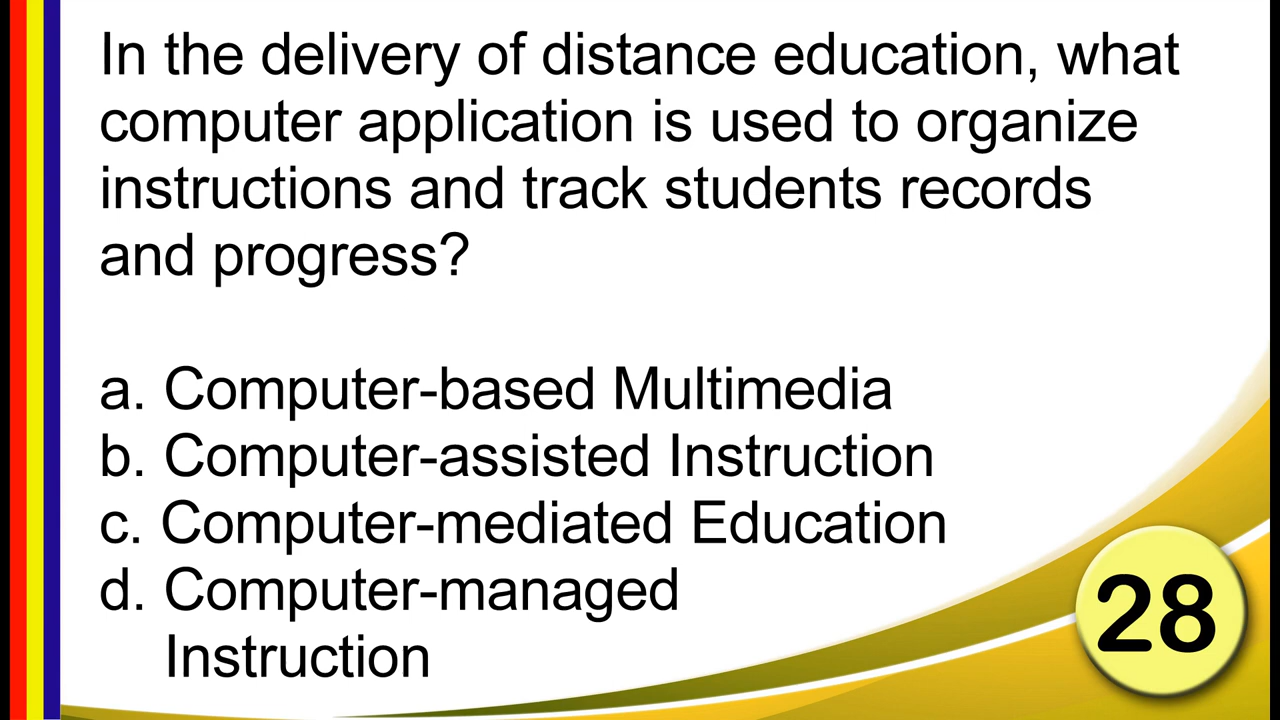 In the delivery of distance education, what
computer application is used to organize
instructions and track students records
and progress?
a. Computer-based Multimedia
b. Computer-assisted Instruction
c. Computer-mediated Education
d. Computer-managed
Instruction
28